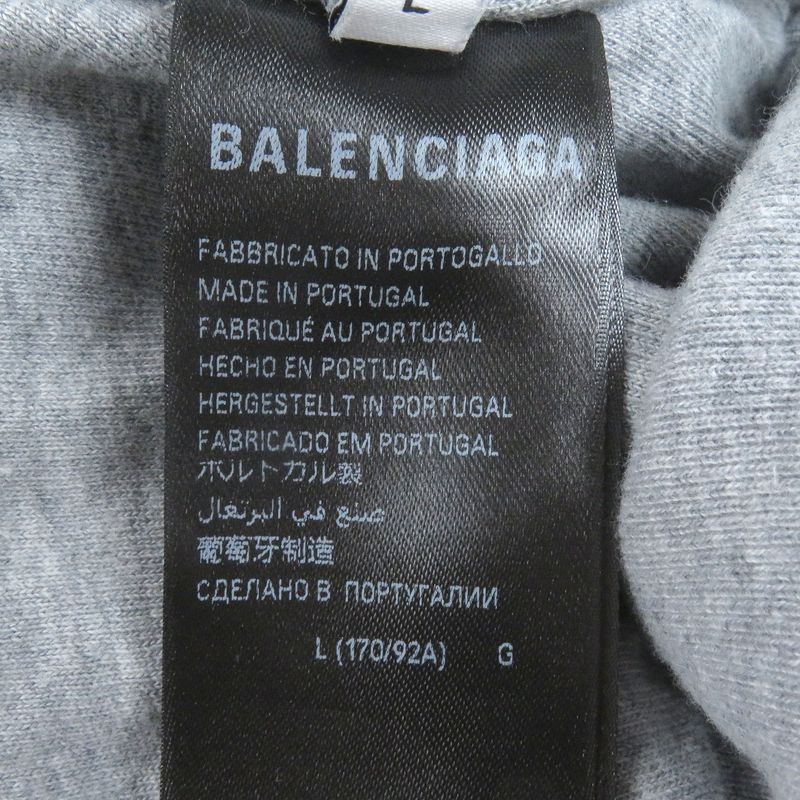 L
BALENCIAGA
FABBRICATO IN PORTOGALLO
MADE IN PORTUGAL
FABRIQUÉ AU PORTUGAL
HECHO EN PORTUGAL
HERGESTELLT IN PORTUGAL
FABRICADO EM PORTUGAL
ポルトガル製
صنع في البرتغال
葡萄牙制造
СДЕЛАНО В ПОРТУГАЛИИ
L (170/92A) G